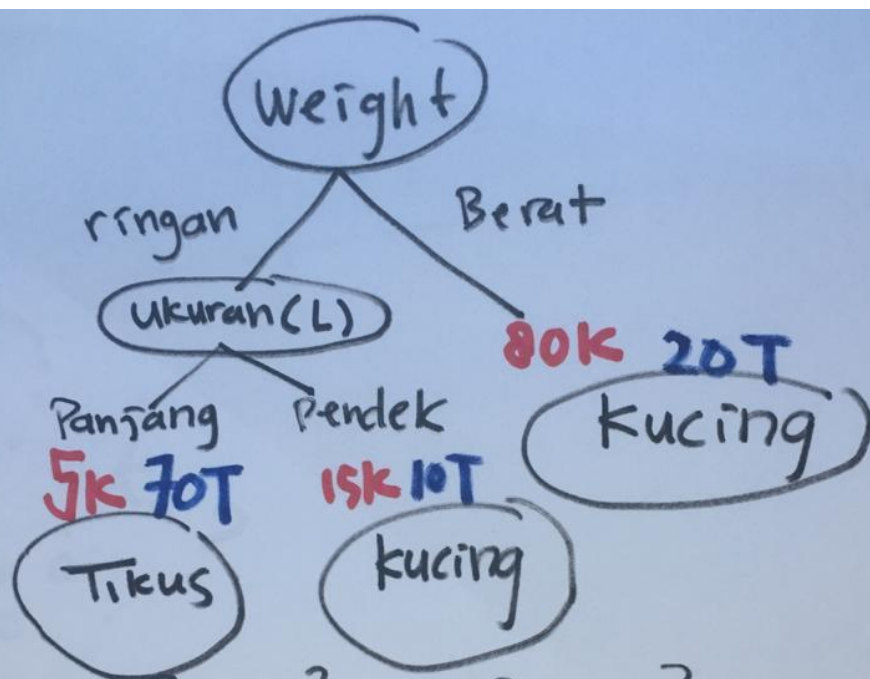 Weight
ringan
Berat
Ukuran (L)
80K 20T
Panjang
Pendek
Kucing
5K 70T
15K 10T
Tikus
kucing